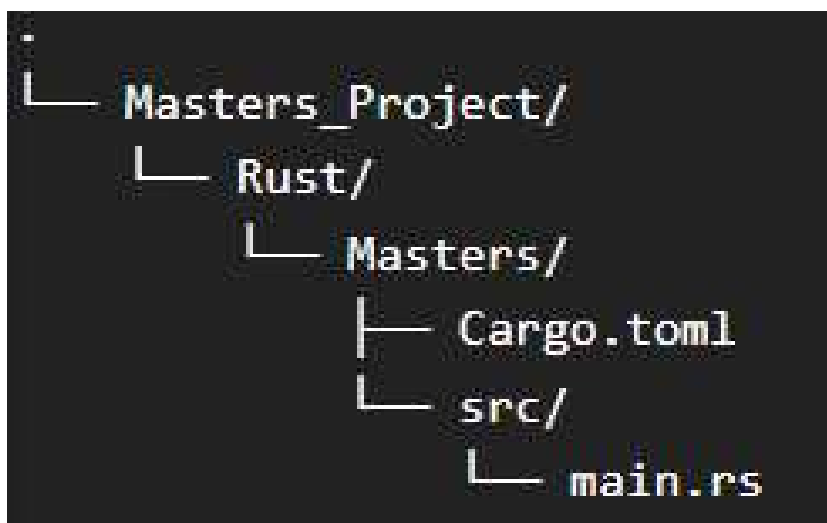 .
└── Masters_Project/
└── Rust/
└── Masters/
├── Cargo.toml
└── src/
└── main.rs